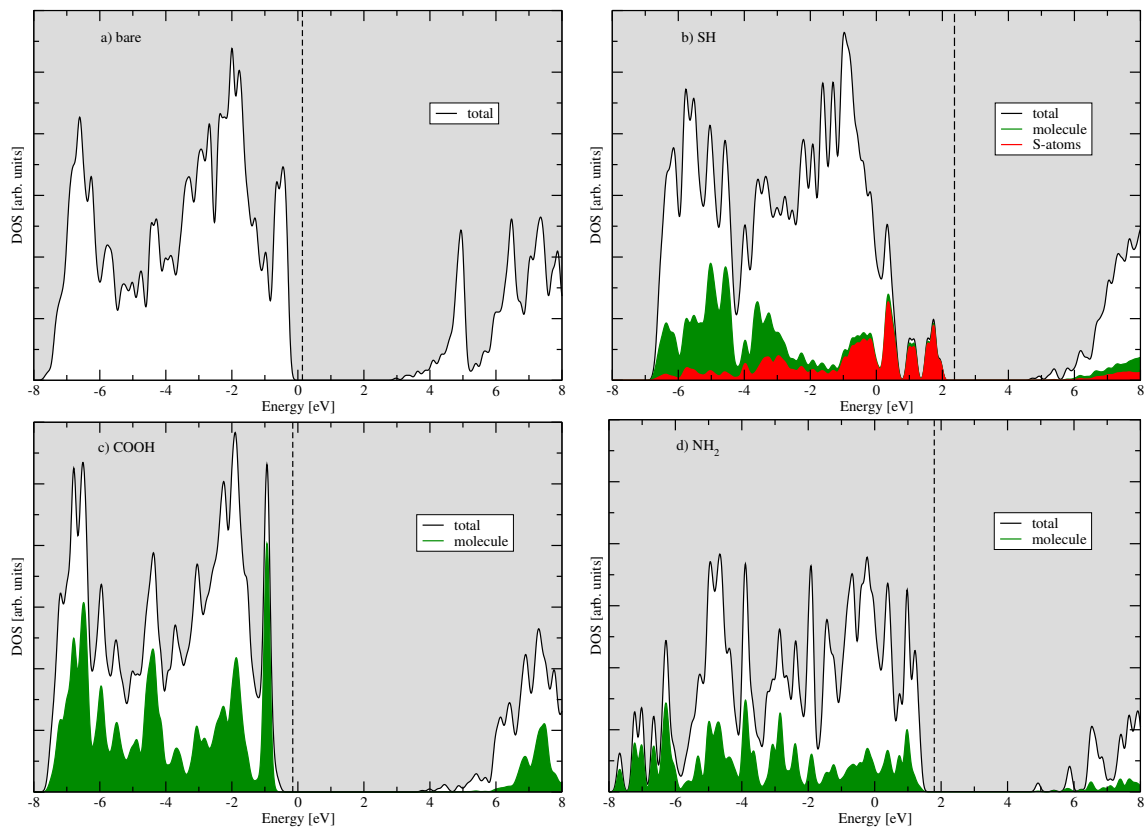 a) bare
total
DOS [arb. units]
-8 -6 -4 -2 0 2 4 6 8
Energy [eV]
b) SH
total
molecule
S-atoms
DOS [arb. units]
-8 -6 -4 -2 0 2 4 6 8
Energy [eV]
c) COOH
total
molecule
DOS [arb. units]
-8 -6 -4 -2 0 2 4 6 8
Energy [eV]
d) NH2
total
molecule
DOS [arb. units]
-8 -6 -4 -2 0 2 4 6 8
Energy [eV]